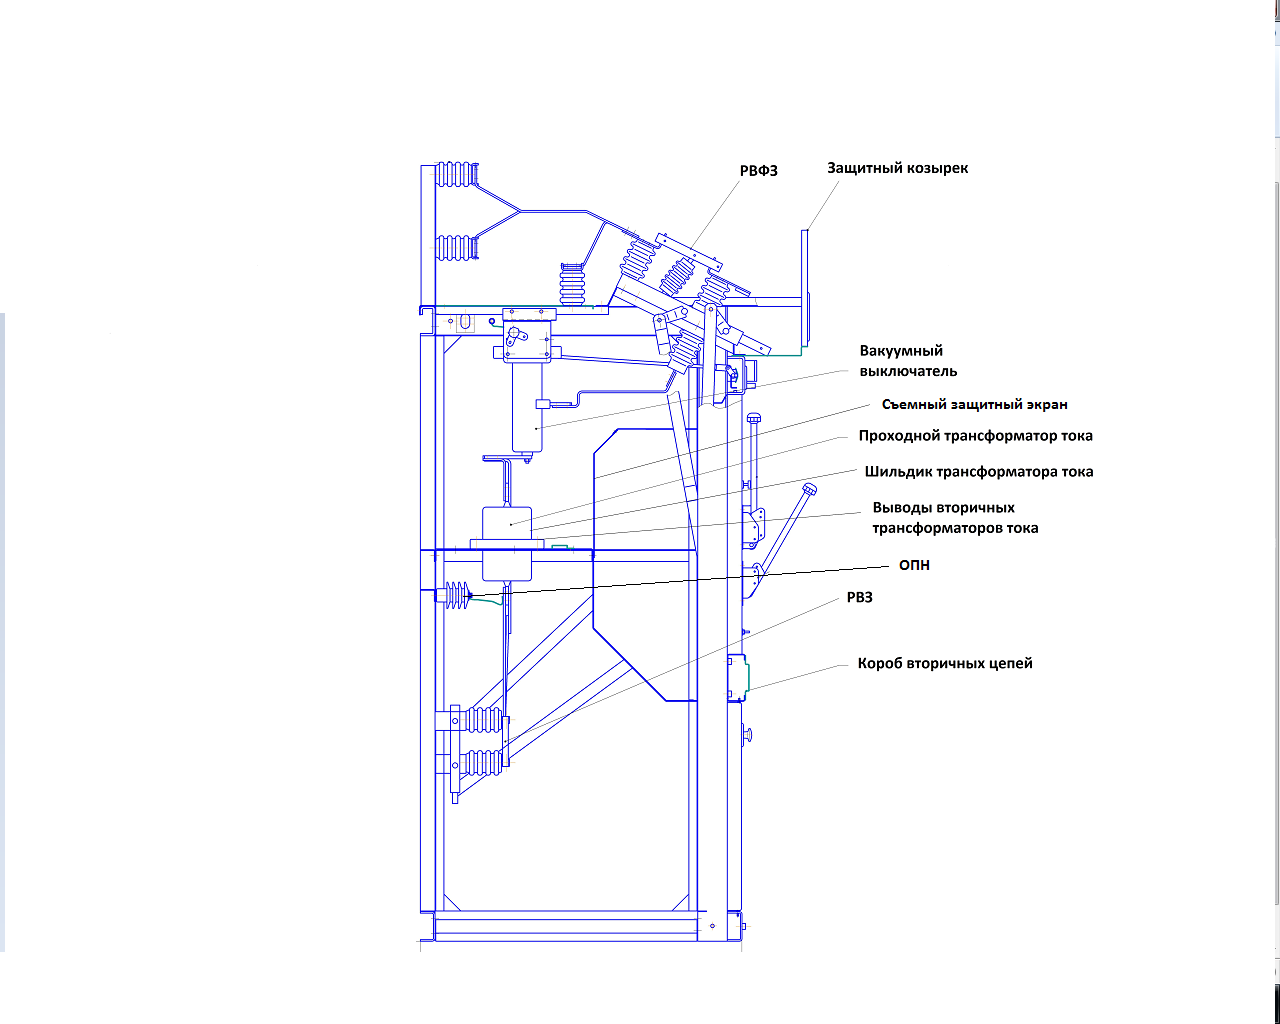 РВФЗ
Защитный козырек
Вакуумный
выключатель
Съемный защитный экран
Проходной трансформатор тока
Шильдик трансформатора тока
Выводы вторичных
трансформаторов тока
ОПН
РВЗ
Короб вторичных цепей